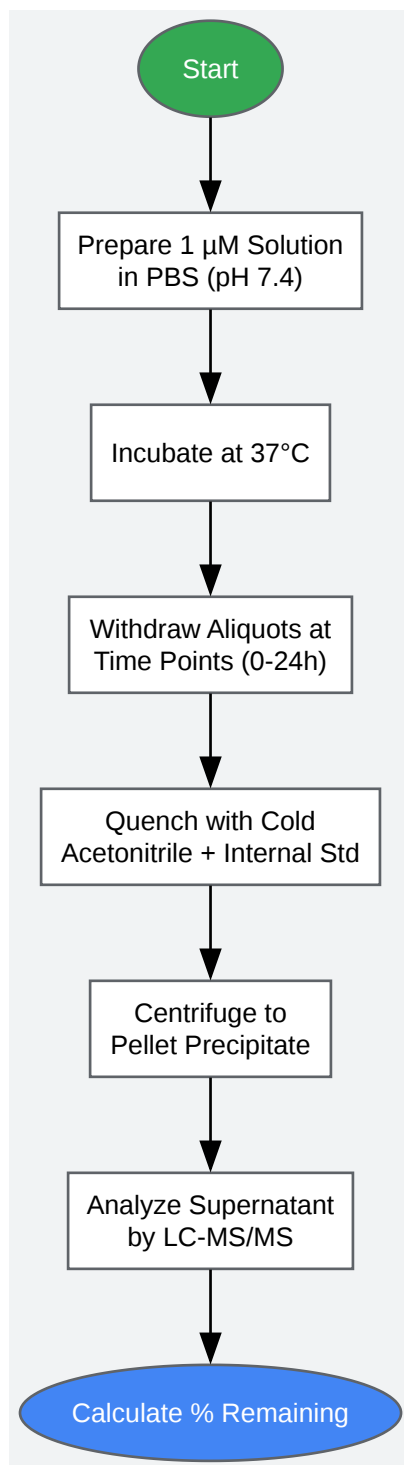 Start
Prepare 1 µM Solution
in PBS (pH 7.4)
Incubate at 37°C
Withdraw Aliquots at
Time Points (0-24h)
Quench with Cold
Acetonitrile + Internal Std
Centrifuge to
Pellet Precipitate
Analyze Supernatant
by LC-MS/MS
Calculate % Remaining